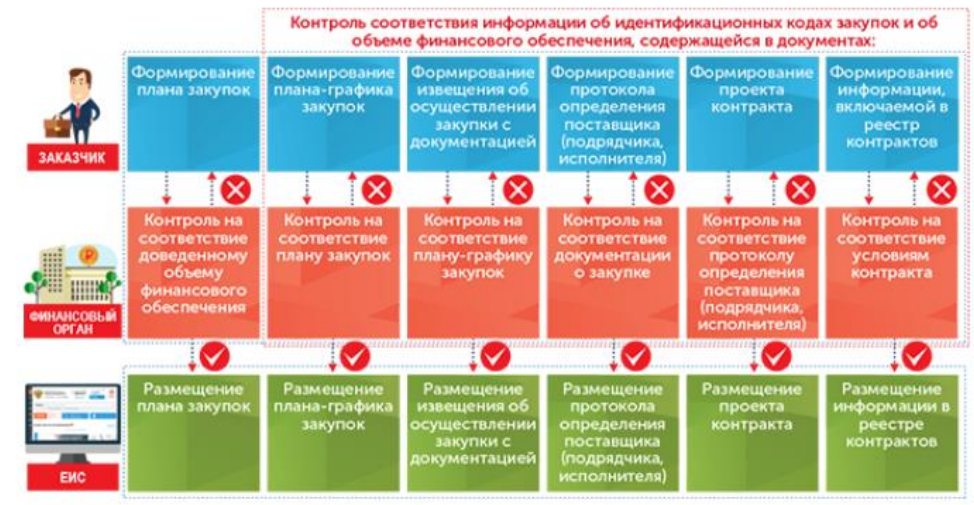 Контроль соответствия информации об идентификационных кодах закупок и об
объеме финансового обеспечения, содержащейся в документах:
ЗАКАЗЧИК
Формирование
плана закупок
Формирование
плана-графика
закупок
Формирование
извещения об
осуществлении
закупки с
документацией
Формирование
протокола
определения
поставщика
(подрядчика,
исполнителя)
Формирование
проекта
контракта
Формирование
информации,
включаемой в
реестр
контрактов
ФИНАНСОВЫЙ
ОРГАН
Контроль на
соответствие
доведенному
объему
финансового
обеспечения
Контроль на
соответствие
плану закупок
Контроль на
соответствие
плану-графику
закупок
Контроль на
соответствие
документации
о закупке
Контроль на
соответствие
протоколу
определения
поставщика
(подрядчика,
исполнителя)
Контроль на
соответствие
условиям
контракта
ЕИС
Размещение
плана закупок
Размещение
плана-графика
закупок
Размещение
извещения об
осуществлении
закупки с
документацией
Размещение
протокола
определения
поставщика
(подрядчика,
исполнителя)
Размещение
проекта
контракта
Размещение
информации в
реестре
контрактов